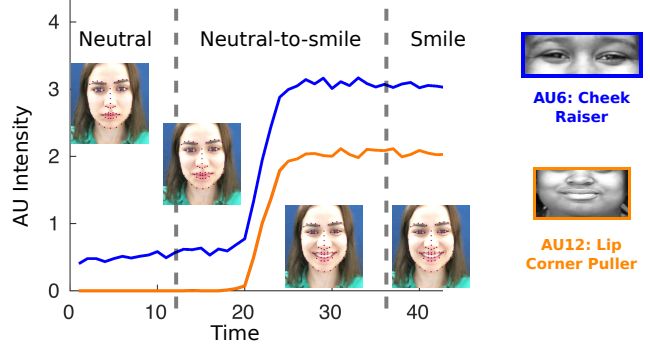 4
Neutral
Neutral-to-smile
Smile
3
2
1
0
AU Intensity
0
10
20
30
40
Time
AU6: Cheek
Raiser
AU12: Lip
Corner Puller